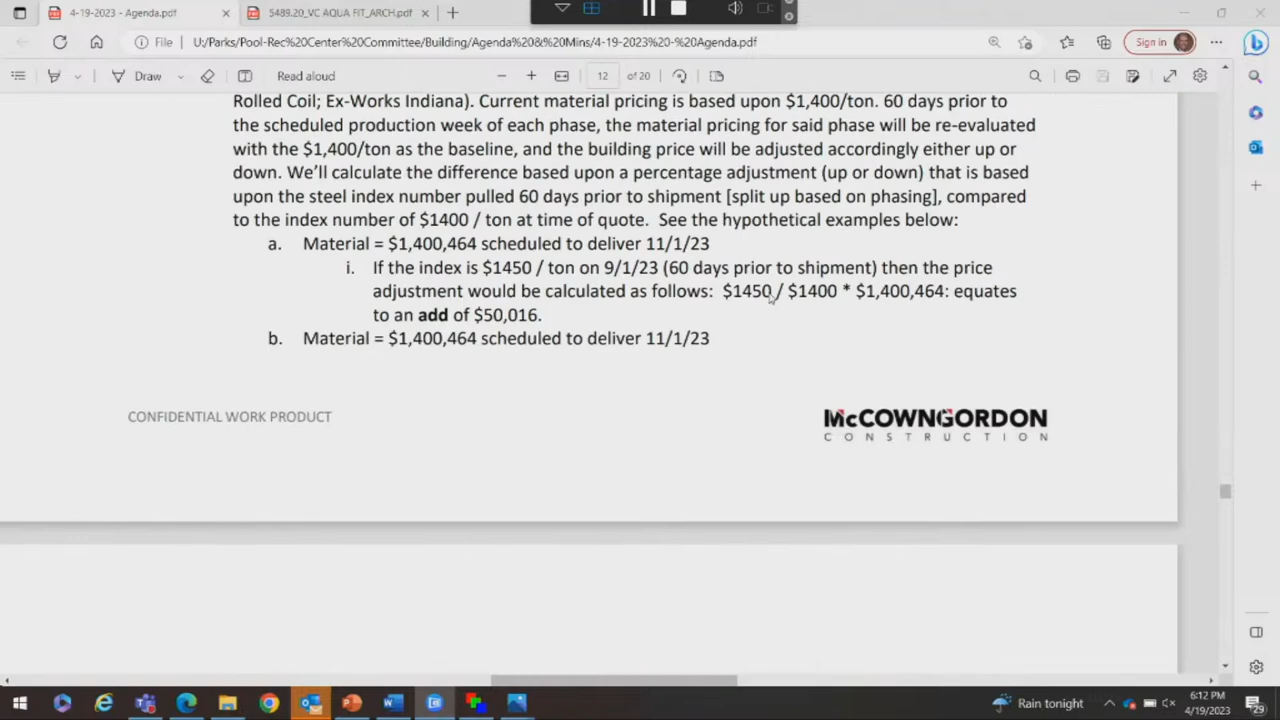 4-19-2023 - Agenda.pdf
5489.20_VC AQUA FIT_ARCH.pdf
File
U:/Parks/Pool-Rec%20Center%20Committee/Building/Agenda%20&%20Mins/4-19-2023%20-%20Agenda.pdf
Sign in
Draw
Read aloud
12 of 20
Rolled Coil; Ex-Works Indiana). Current material pricing is based upon $1,400/ton. 60 days prior to
the scheduled production week of each phase, the material pricing for said phase will be re-evaluated
with the $1,400/ton as the baseline, and the building price will be adjusted accordingly either up or
down. We'll calculate the difference based upon a percentage adjustment (up or down) that is based
upon the steel index number pulled 60 days prior to shipment [split up based on phasing], compared
to the index number of $1400 / ton at time of quote. See the hypothetical examples below:
a. Material = $1,400,464 scheduled to deliver 11/1/23
i. If the index is $1450 / ton on 9/1/23 (60 days prior to shipment) then the price
adjustment would be calculated as follows: $1450 / $1400 * $1,400,464: equates
to an add of $50,016.
b. Material = $1,400,464 scheduled to deliver 11/1/23
CONFIDENTIAL WORK PRODUCT
McCOWNGORDON
CONSTRUCTION
Rain tonight
6:12 PM
4/19/2023
29